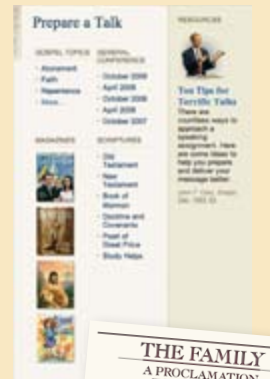 Prepare a Talk
GOSPEL TOPICS
- Atonement
- Faith
- Repentance
- More...
GENERAL
CONFERENCE
- October 2009
- April 2009
- October 2008
- April 2008
- October 2007
MAGAZINES
SCRIPTURES
- Old
Testament
- New
Testament
- Book of
Mormon
- Doctrine and
Covenants
- Pearl of
Great Price
- Study Helps
RESOURCES
Ten Tips for
Terrific Talks
There are
countless ways to
approach a
speaking
assignment. Here
are some ideas to
help you prepare
and deliver your
message better.
THE FAMILY
A PROCLAMATION